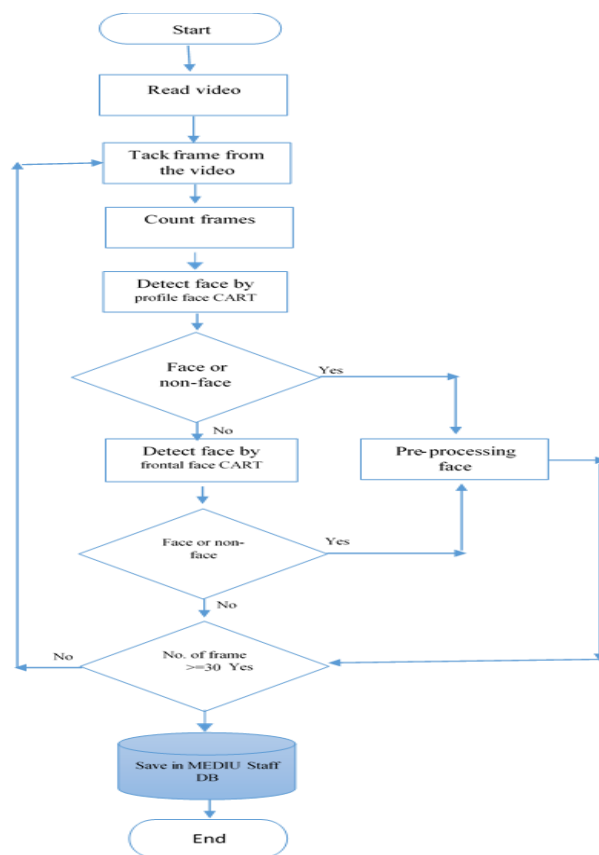 Start
Read video
Tack frame from
the video
Count frames
Detect face by
profile face CART
Face or
non-face
Yes
No
Detect face by
frontal face CART
Pre-processing
face
Face or non-
face
Yes
No
No. of frame
>=30 Yes
No
Save in MEDIU Staff
DB
End